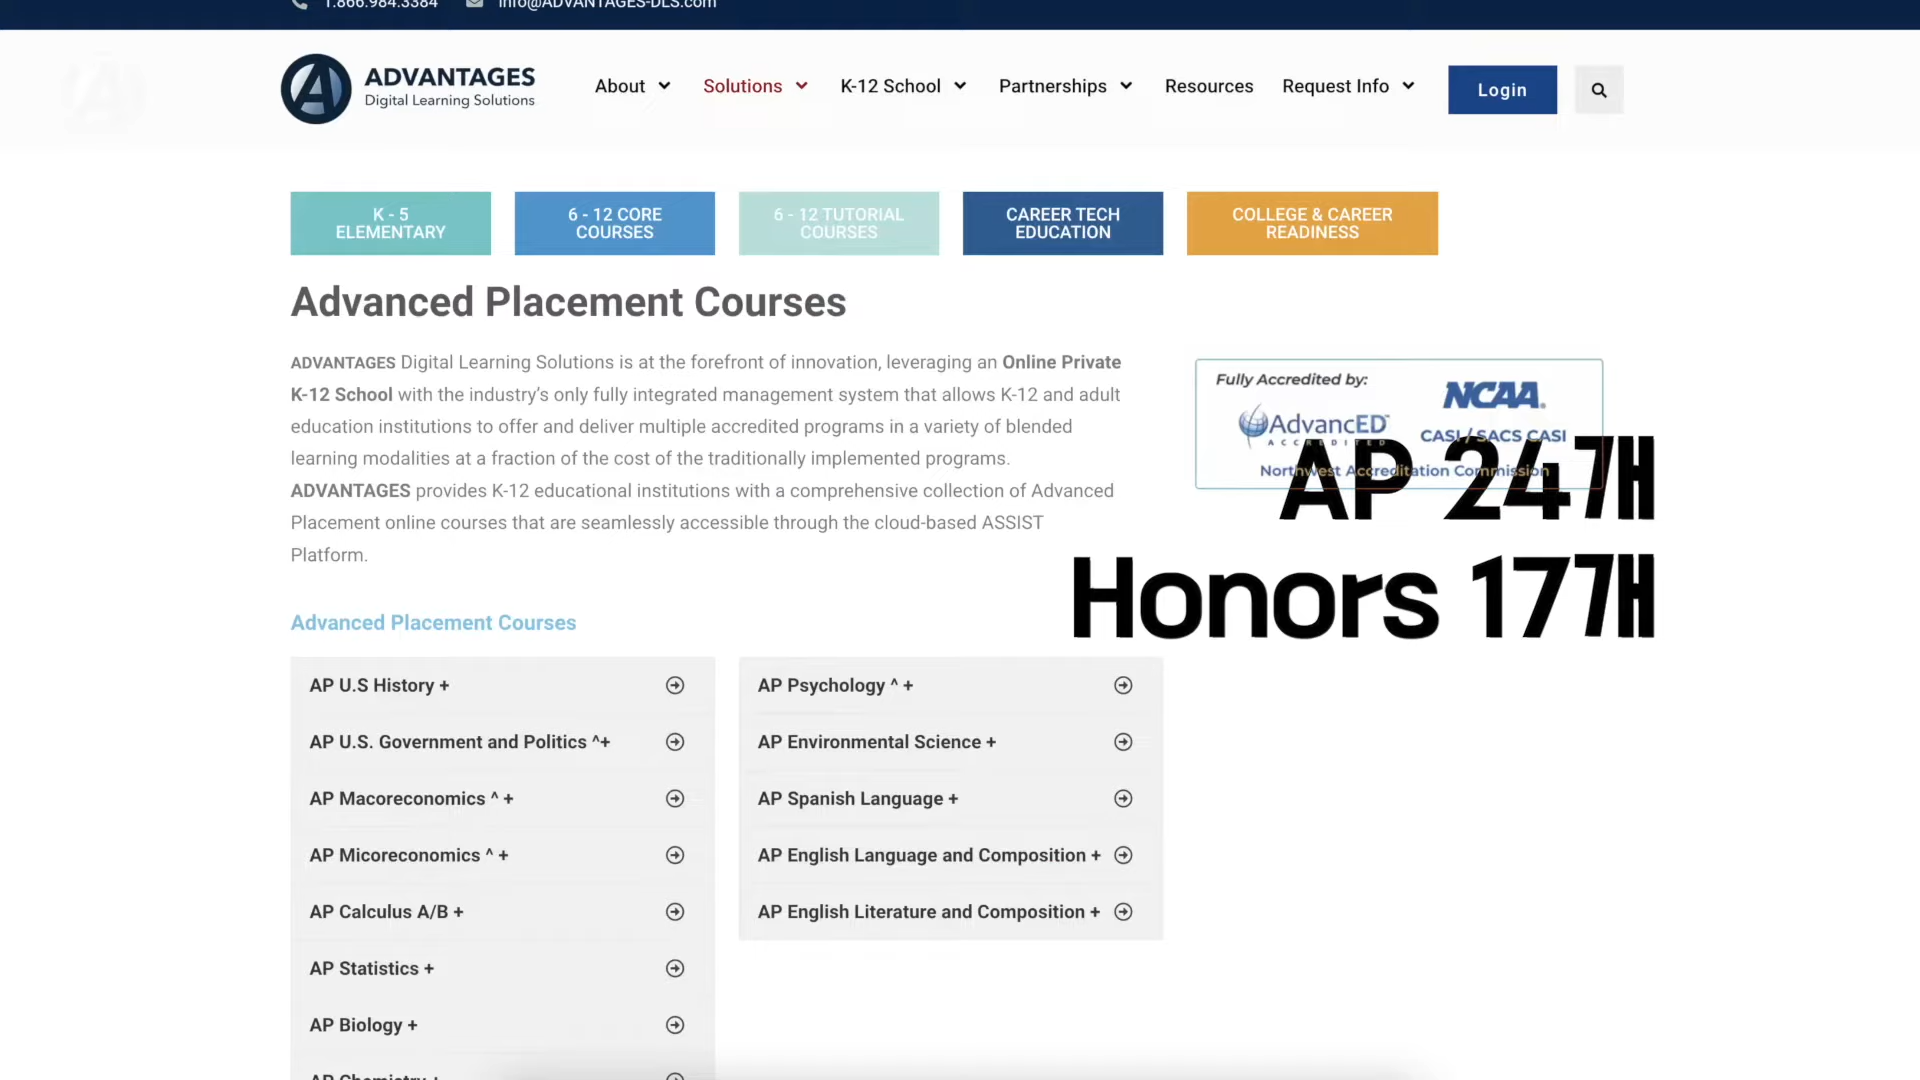 1.866.984.3384 info@ADVANTAGES-DLS.com
ADVANTAGES
Digital Learning Solutions
About Solutions K-12 School Partnerships Resources Request Info Login
K - 5
ELEMENTARY
6 - 12 CORE
COURSES
6 - 12 TUTORIAL
COURSES
CAREER TECH
EDUCATION
COLLEGE & CAREER
READINESS
Advanced Placement Courses
ADVANTAGES Digital Learning Solutions is at the forefront of innovation, leveraging an Online Private
K-12 School with the industry’s only fully integrated management system that allows K-12 and adult
education institutions to offer and deliver multiple accredited programs in a variety of blended
learning modalities at a fraction of the cost of the traditionally implemented programs.
ADVANTAGES provides K-12 educational institutions with a comprehensive collection of Advanced
Placement online courses that are seamlessly accessible through the cloud-based ASSIST
Platform.
Fully Accredited by:
AdvancED
ACCREDITED
NCAA
CASI / SACS CASI
Northwest Accreditation Commission
AP 24개
Honors 17개
Advanced Placement Courses
AP U.S History +
AP U.S. Government and Politics ^+
AP Macoreconomics ^ +
AP Micoreconomics ^ +
AP Calculus A/B +
AP Statistics +
AP Biology +
AP Chemistry +
AP Psychology ^ +
AP Environmental Science +
AP Spanish Language +
AP English Language and Composition +
AP English Literature and Composition +